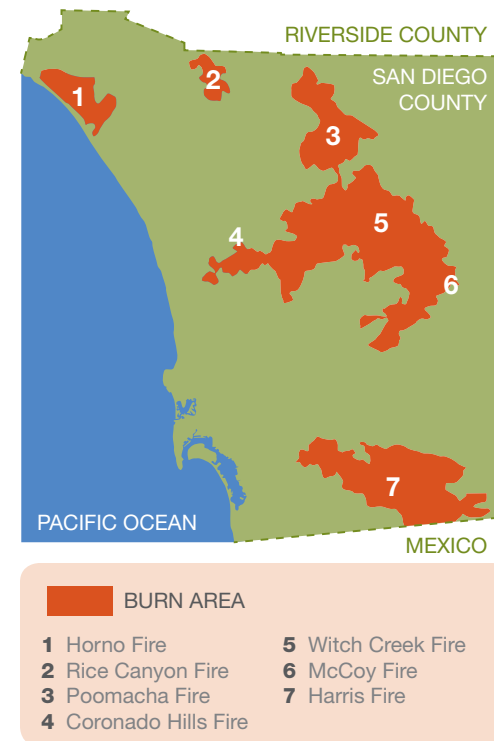 RIVERSIDE COUNTY
SAN DIEGO
COUNTY
1
2
3
4
5
6
7
PACIFIC OCEAN
MEXICO
BURN AREA
1 Horno Fire
2 Rice Canyon Fire
3 Poomacha Fire
4 Coronado Hills Fire
5 Witch Creek Fire
6 McCoy Fire
7 Harris Fire